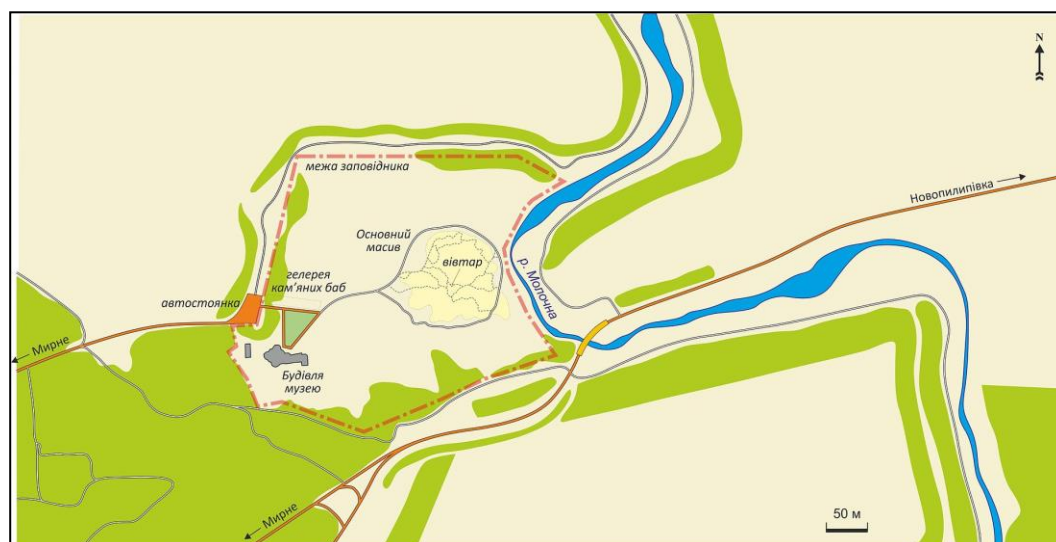 N
межа заповідника
Новопилипівка
Основний
масив
вівтар
р. Молочна
гелерея
кам’яних баб
автостоянка
Мирне
Будівля
музею
50 м
Мирне